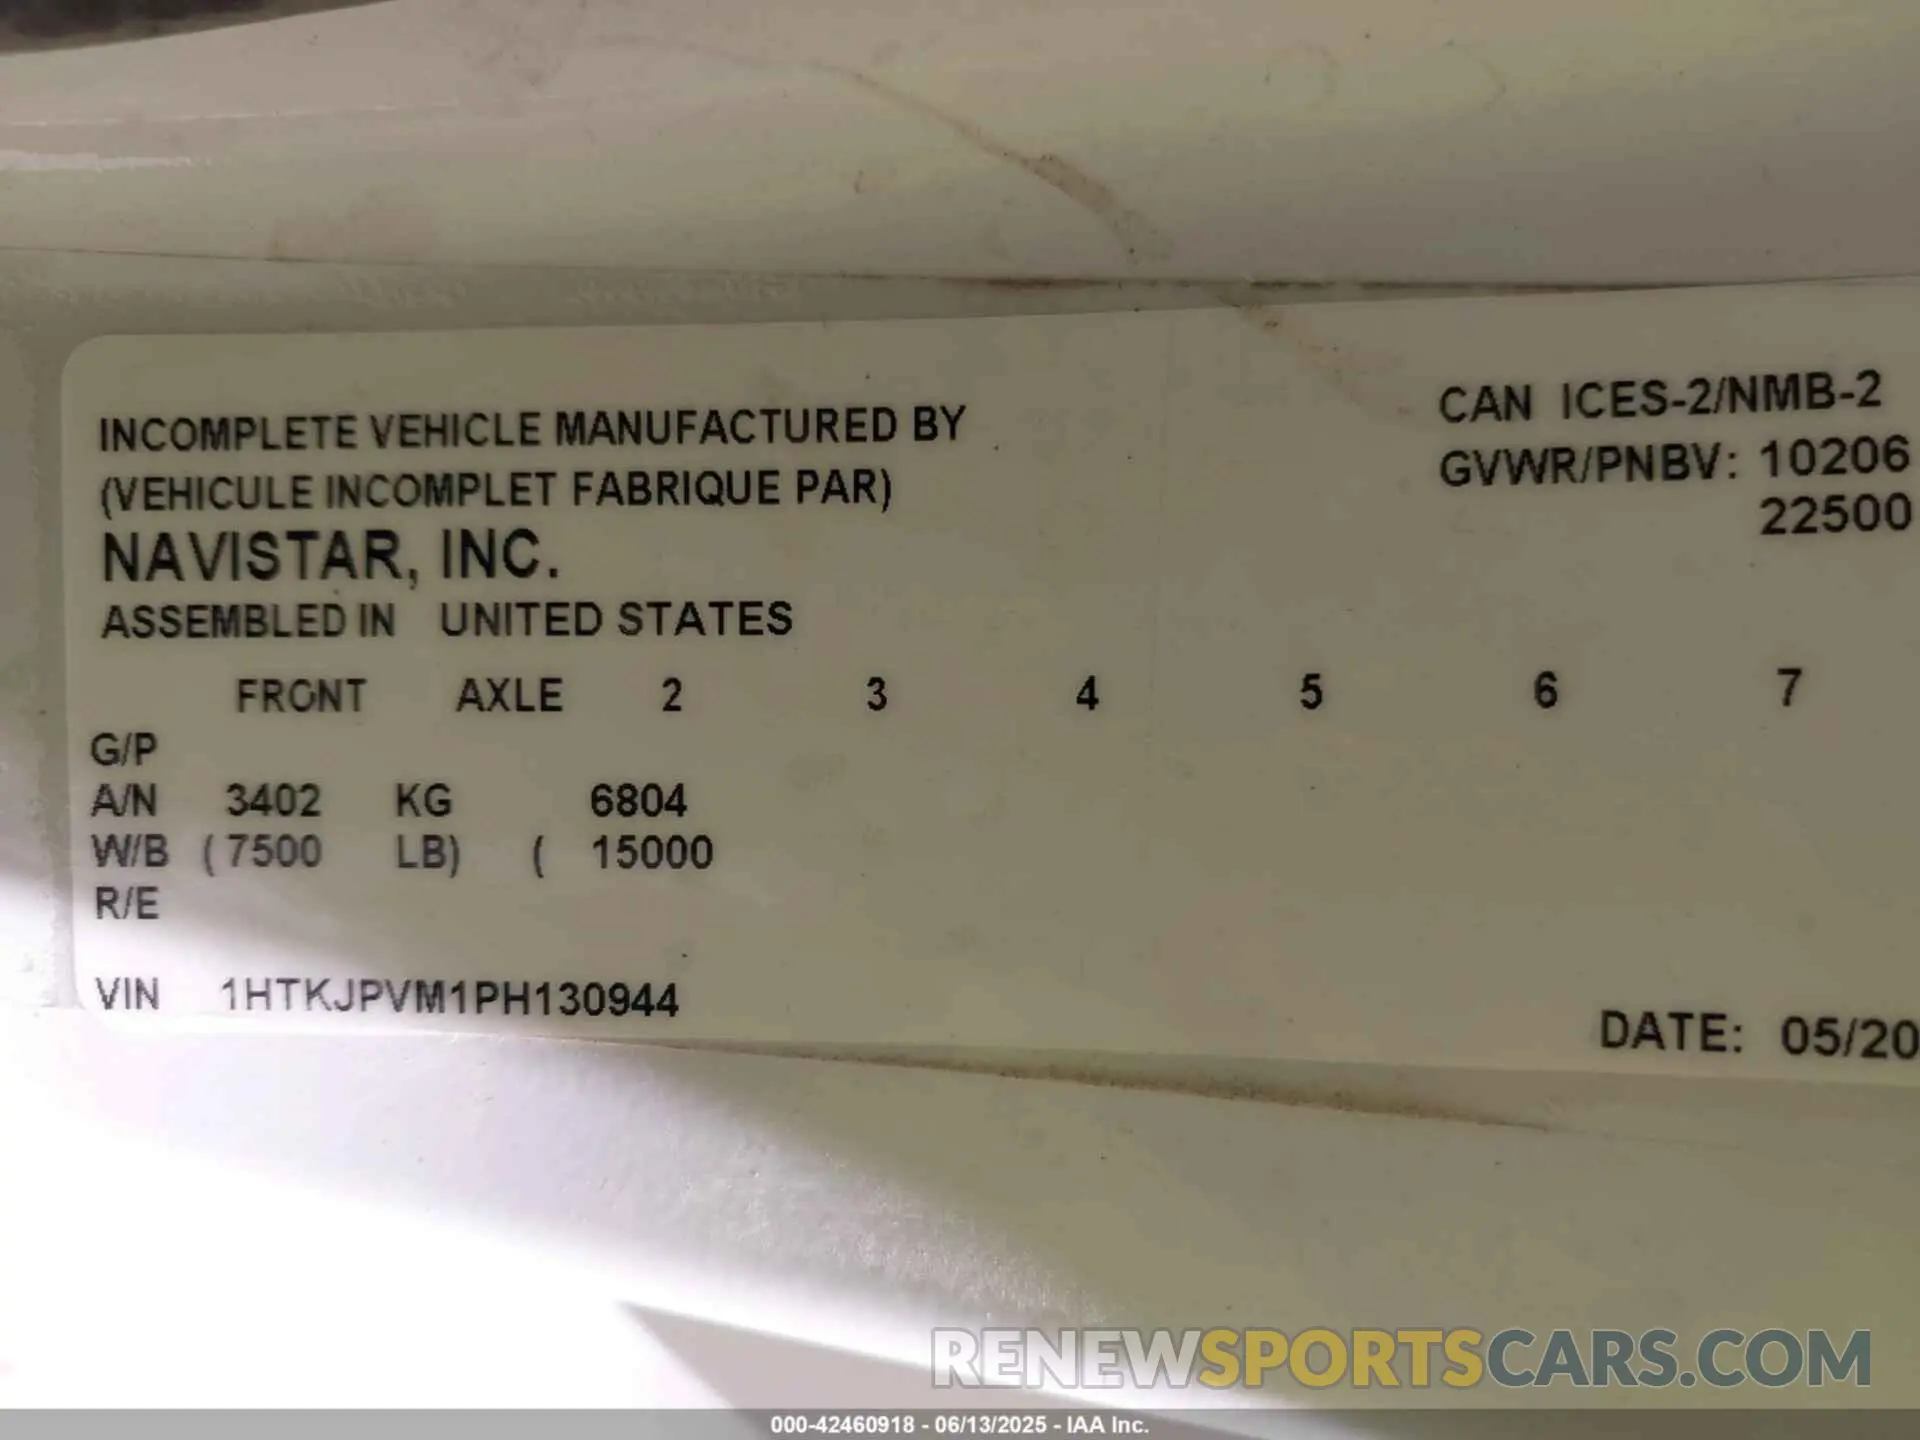 INCOMPLETE VEHICLE MANUFACTURED BY
(VEHICULE INCOMPLET FABRIQUE PAR)
NAVISTAR, INC.
ASSEMBLED IN UNITED STATES
CAN ICES-2/NMB-2
GVWR/PNBV: 10206
22500
FRONT AXLE 2 3 4 5 6 7
G/P
A/N 3402 KG 6804
W/B (7500 LB) ( 15000
R/E
VIN 1HTKJPVM1PH130944
DATE: 05/20
RENEWSPORTSCARS.COM
000-42460918 - 06/13/2025 - IAA Inc.